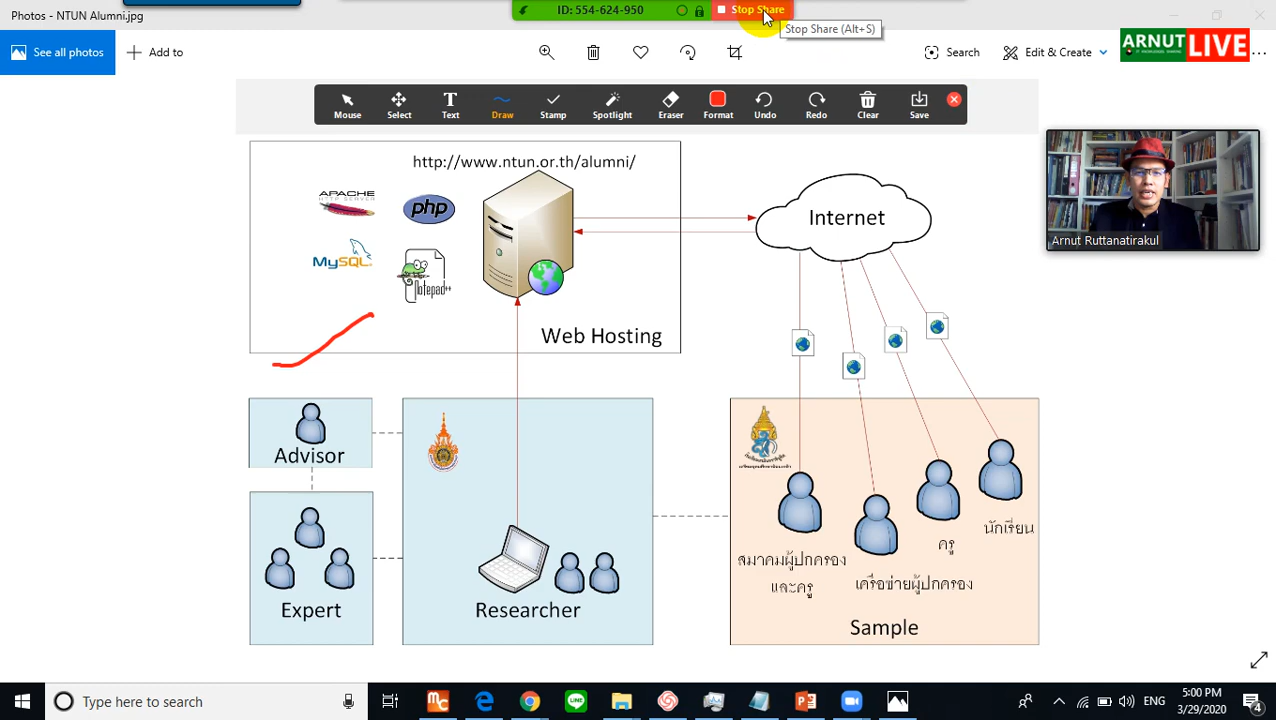 Photos - NTUN Alumni.jpg
ID: 554-624-950
Stop Share
Stop Share (Alt+S)
See all photos
Add to
Search
Edit & Create
ARNUT LIVE
Mouse
Select
Text
Draw
Stamp
Spotlight
Eraser
Format
Undo
Redo
Clear
Save
http://www.ntun.or.th/alumni/
APACHE
HTTP SERVER
php
MySQL
Notepad++
Web Hosting
Internet
Arnut Ruttanatirakul
Advisor
Expert
Researcher
สมาคมผู้ปกครอง
และครู
เครือข่ายผู้ปกครอง
ครู
นักเรียน
Sample
Type here to search
ENG
5:00 PM
3/29/2020
4